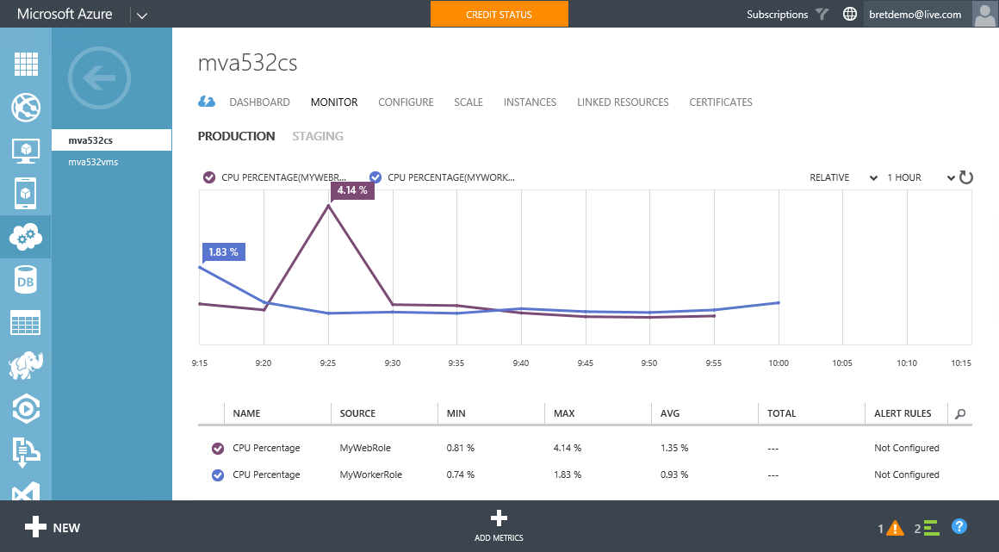 Microsoft Azure
CREDIT STATUS
Subscriptions
bretdemo@live.com
mva532cs
mva532vms
DB
mva532cs
DASHBOARD MONITOR CONFIGURE SCALE INSTANCES LINKED RESOURCES CERTIFICATES
PRODUCTION STAGING
CPU PERCENTAGE(MYWEBR... CPU PERCENTAGE(MYWORK... RELATIVE 1 HOUR
4.14 %
1.83 %
9:15 9:20 9:25 9:30 9:35 9:40 9:45 9:50 9:55 10:00 10:05 10:10 10:15
NAME SOURCE MIN MAX AVG TOTAL ALERT RULES
CPU Percentage MyWebRole 0.81 % 4.14 % 1.35 % --- Not Configured
CPU Percentage MyWorkerRole 0.74 % 1.83 % 0.93 % --- Not Configured
NEW
ADD METRICS
1 ! 2 ?